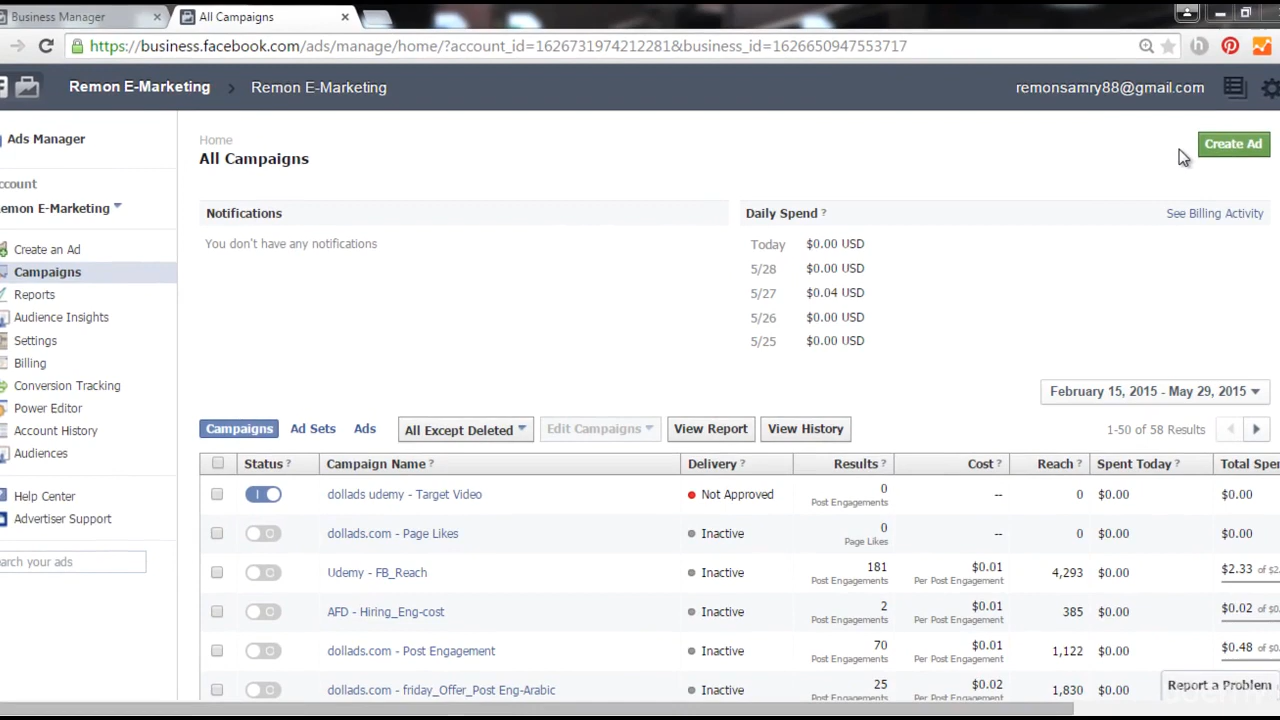 Business Manager
All Campaigns
https://business.facebook.com/ads/manage/home/?account_id=1626731974212281&business_id=1626650947553717
Remon E-Marketing > Remon E-Marketing
remonsamry88@gmail.com
Ads Manager
Home
All Campaigns
Create Ad
ccount
emon E-Marketing
Create an Ad
Campaigns
Reports
Audience Insights
Settings
Billing
Conversion Tracking
Power Editor
Account History
Audiences
Help Center
Advertiser Support
earch your ads
Notifications
You don't have any notifications
Daily Spend ?
See Billing Activity
Today $0.00 USD
5/28 $0.00 USD
5/27 $0.04 USD
5/26 $0.00 USD
5/25 $0.00 USD
February 15, 2015 - May 29, 2015
Campaigns Ad Sets Ads All Except Deleted Edit Campaigns View Report View History 1-50 of 58 Results
Status ? Campaign Name ? Delivery ? Results ? Cost ? Reach ? Spent Today ? Total Spen
dollads udemy - Target Video Not Approved 0 -- 0 $0.00 $0.00
Post Engagements
dollads.com - Page Likes Inactive 0 -- 0 $0.00 $0.00
Page Likes
Udemy - FB_Reach Inactive 181 $0.01 4,293 $0.00 $2.33 of $2.
Post Engagements Per Post Engagement
AFD - Hiring_Eng-cost Inactive 2 $0.01 385 $0.00 $0.02 of $0.
Post Engagements Per Post Engagement
dollads.com - Post Engagement Inactive 70 $0.01 1,122 $0.00 $0.48 of $0.
Post Engagements Per Post Engagement
dollads.com - friday_Offer_Post Eng-Arabic Inactive 25 $0.02 1,830 $0.00
Post Engagements Per Post Engagement
Report a Problem